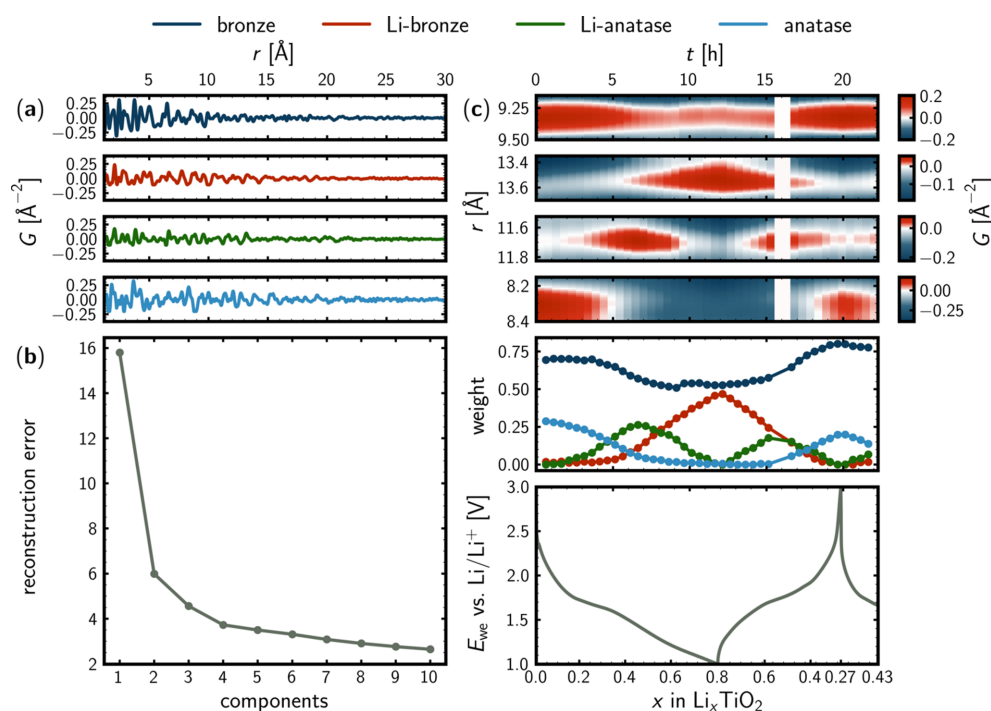 bronze Li-bronze Li-anatase anatase
r [Å]
5 10 15 20 25 30
t [h]
0 5 10 15 20
(a)
G [Å⁻²]
0.25
0.00
−0.25
0.25
0.00
−0.25
0.25
0.00
−0.25
0.25
0.00
−0.25
(c)
r [Å]
9.25
9.50
13.4
13.6
11.6
11.8
8.2
8.4
0.2
0.0
−0.2
0.0
−0.1
0.0
−0.2
0.00
−0.25
G [Å⁻²]
(b)
reconstruction error
16
14
12
10
8
6
4
2
1 2 3 4 5 6 7 8 9 10
components
weight
0.75
0.50
0.25
0.00
E_we vs. Li/Li⁺ [V]
3.0
2.5
2.0
1.5
1.0
0.0 0.2 0.4 0.6 0.8 0.6 0.4 0.27 0.43
x in LiₓTiO₂